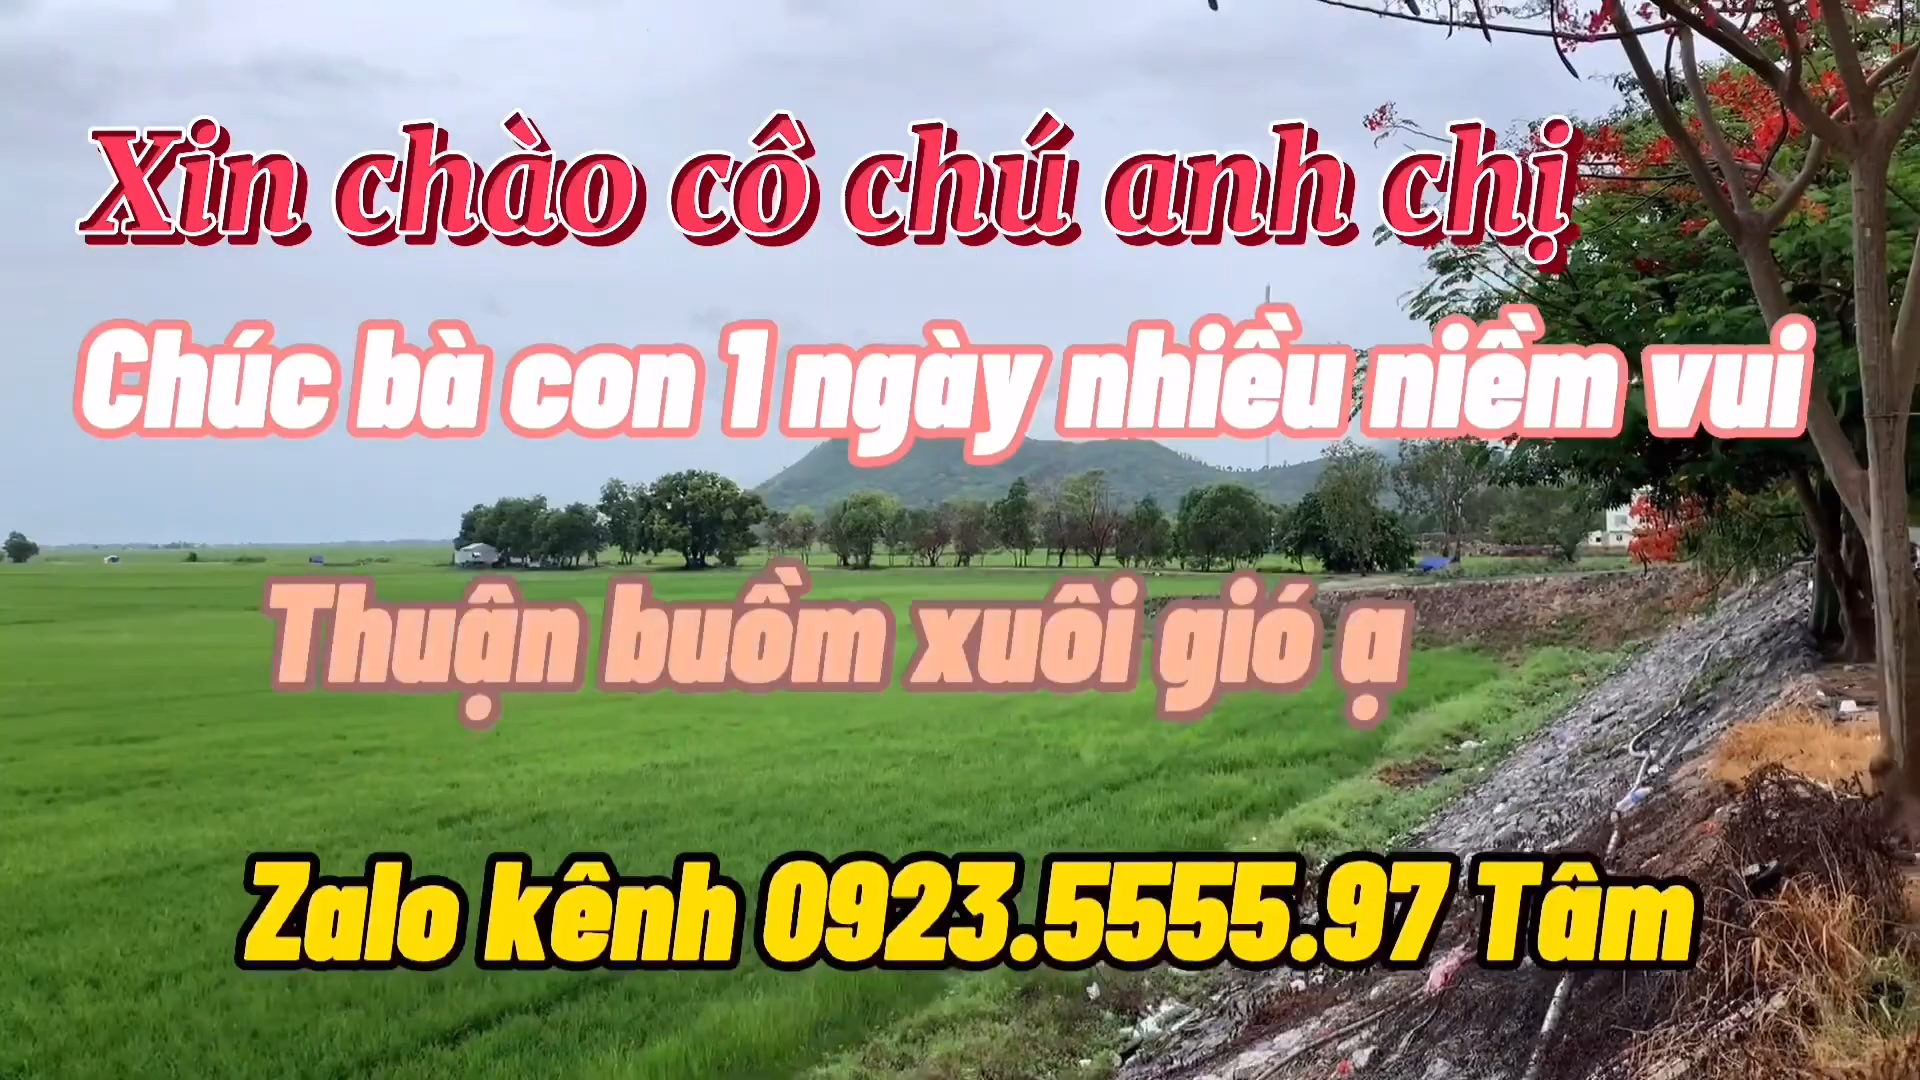 Xin chào cô chú anh chị
Chúc bà con 1 ngày nhiều niềm vui
Thuận buồm xuôi gió ạ
Zalo kênh 0923.5555.97 Tâm